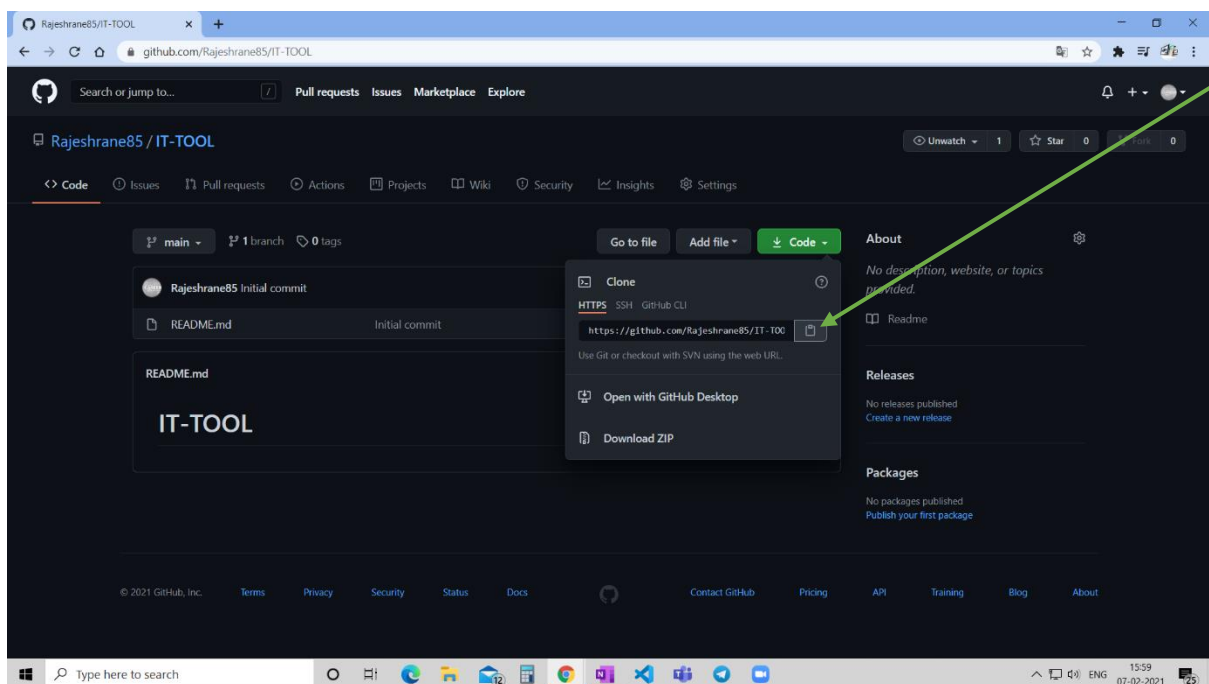 Rajeshrane85/IT-TOOL
github.com/Rajeshrane85/IT-TOOL
Search or jump to... / Pull requests Issues Marketplace Explore
Rajeshrane85 / IT-TOOL Unwatch 1 Star 0 Fork 0
<> Code Issues Pull requests Actions Projects Wiki Security Insights Settings
main 1 branch 0 tags Go to file Add file Code About
No description, website, or topics
provided.
Rajeshrane85 Initial commit Clone
HTTPS SSH GitHub CLI
README.md Initial commit https://github.com/Rajeshrane85/IT-TOO Readme
Use Git or checkout with SVN using the web URL.
README.md Releases
Open with GitHub Desktop No releases published
IT-TOOL Create a new release
Download ZIP
Packages
No packages published
Publish your first package
© 2021 GitHub, Inc. Terms Privacy Security Status Docs Contact GitHub Pricing API Training Blog About
Type here to search 12 ENG 15:59
07-02-2021 25